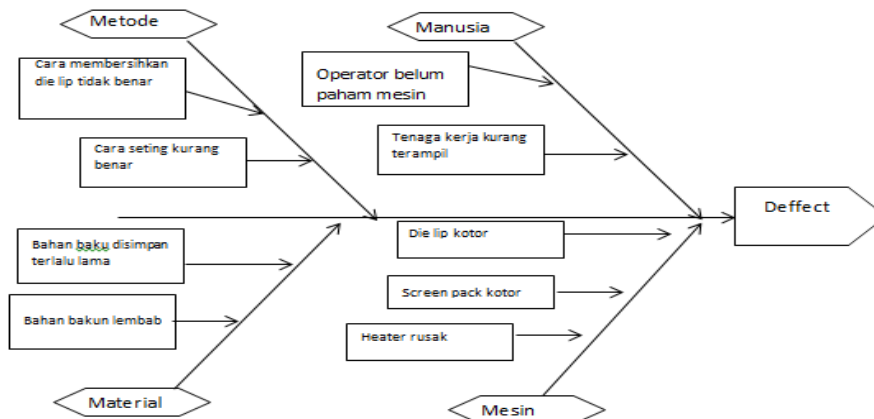 Metode
Manusia
Cara membersihkan
die lip tidak benar
Operator belum
paham mesin
Cara seting kurang
benar
Tenaga kerja kurang
terampil
Deffect
Bahan baku disimpan
terlalu lama
Die lip kotor
Screen pack kotor
Bahan bakun lembab
Heater rusak
Material
Mesin